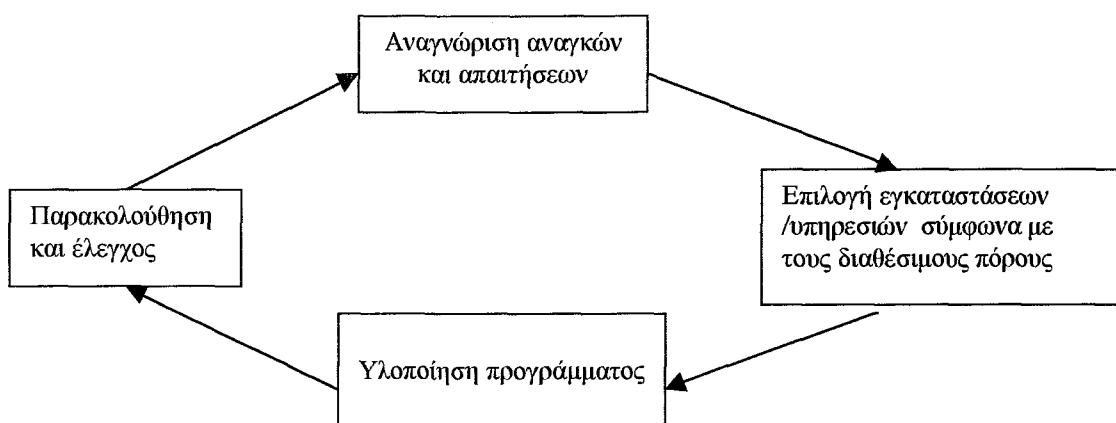 Αναγνώριση αναγκών
και απαιτήσεων
Επιλογή εγκαταστάσεων
/υπηρεσιών σύμφωνα με
τους διαθέσιμους πόρους
Υλοποίηση προγράμματος
Παρακολούθηση
και έλεγχος